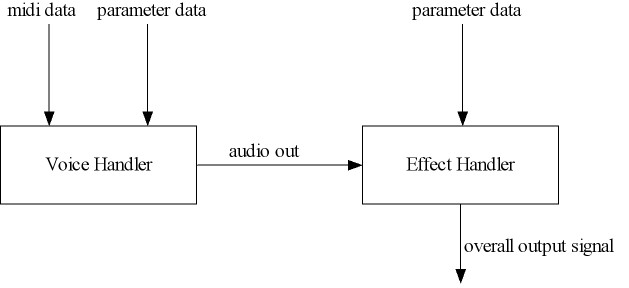 midi data
parameter data
parameter data
Voice Handler
audio out
Effect Handler
overall output signal